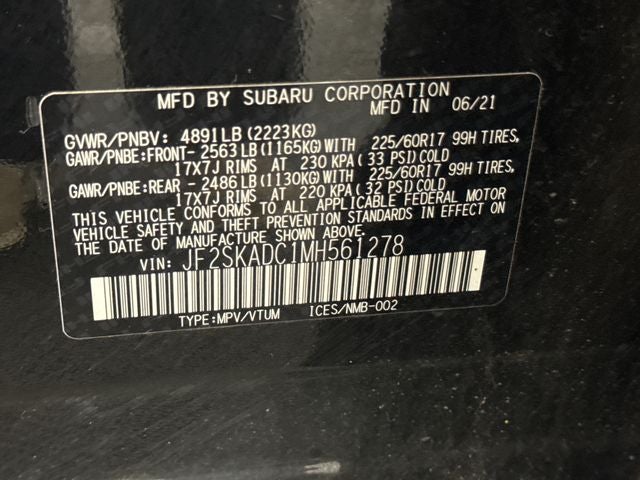 MFD BY SUBARU CORPORATION
MFD IN 06/21
GVWR/PNBV: 4891LB(2223KG)
GAWR/PNBE:FRONT- 2563LB(1165KG)WITH 225/60R17 99H TIRES,
17X7J RIMS AT 230 KPA(33 PSI)COLD
GAWR/PNBE:REAR - 2486LB(1130KG)WITH 225/60R17 99H TIRES,
17X7J RIMS AT 220 KPA(32 PSI)COLD
THIS VEHICLE CONFORMS TO ALL APPLICABLE FEDERAL MOTOR
VEHICLE SAFETY AND THEFT PREVENTION STANDARDS IN EFFECT ON
THE DATE OF MANUFACTURE SHOWN ABOVE.
VIN: JF2SKADC1MH561278
TYPE:MPV/VTUM ICES/NMB-002